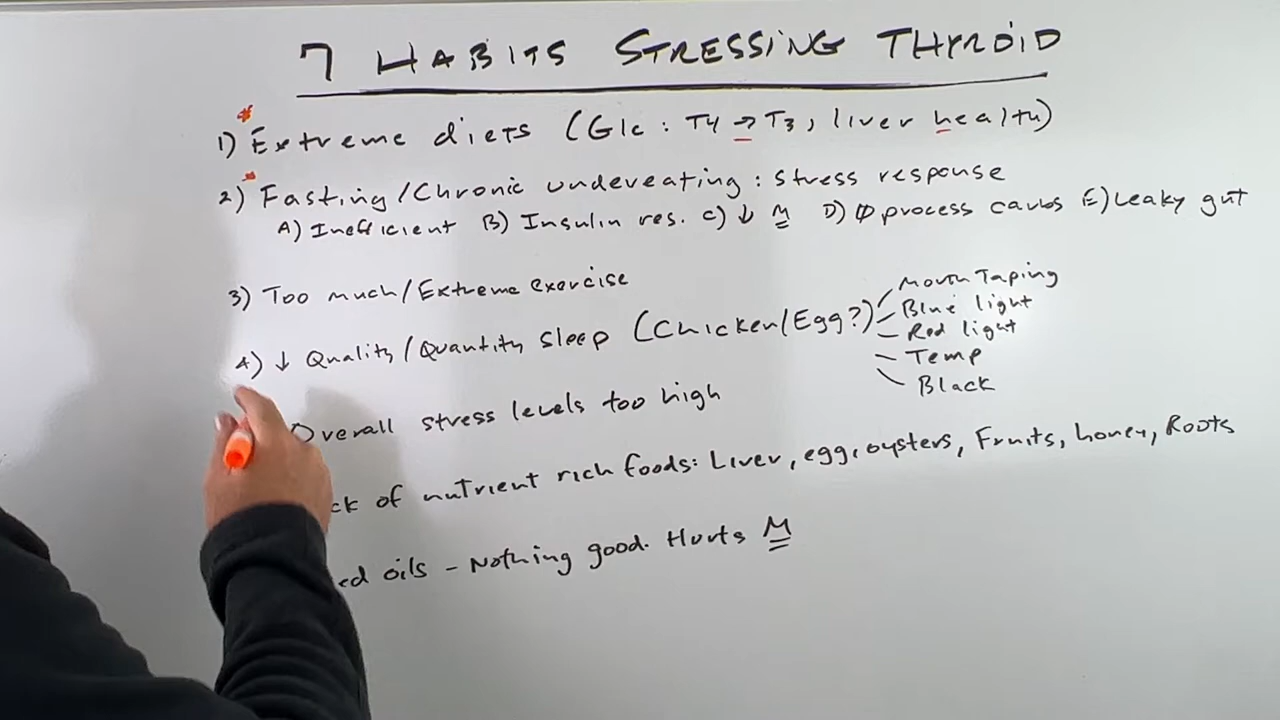 7 HABITS STRESSING THYROID
1) Extreme diets (Glc: T4 → T3, liver health)
2) Fasting/Chronic undereating: stress response
A) Inefficient B) Insulin res. C) ↓ M D) Ø process carbs E) Leaky gut
3) Too much/Extreme exercise
4) ↓ Quality/Quantity sleep (Chicken/Egg?)
Mouth Taping
Blue light
Red light
Temp
Black
Overall stress levels too high
ck of nutrient rich foods: Liver, egg, oysters, Fruits, honey, Roots
ed oils - Nothing good. Hurts M